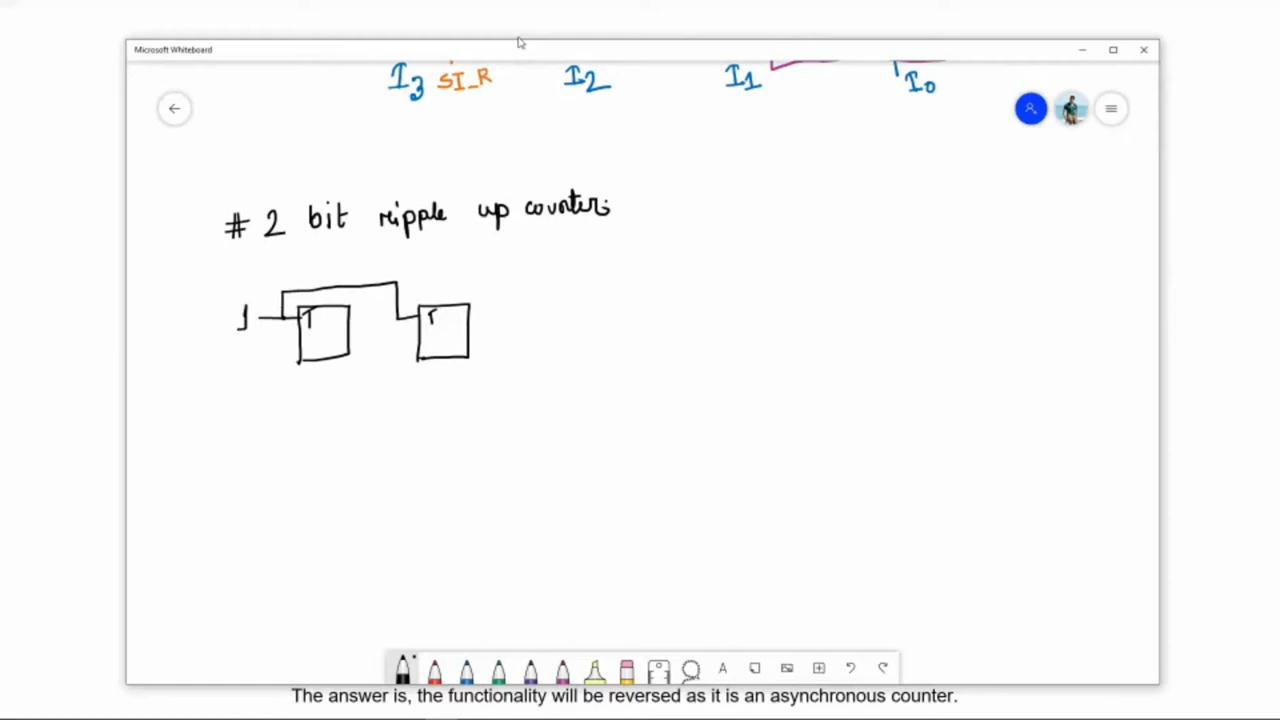 Microsoft Whiteboard
I3 SI_R I2 I1 I0
# 2 bit ripple up counter:
1 T T
A
The answer is, the functionality will be reversed as it is an asynchronous counter.